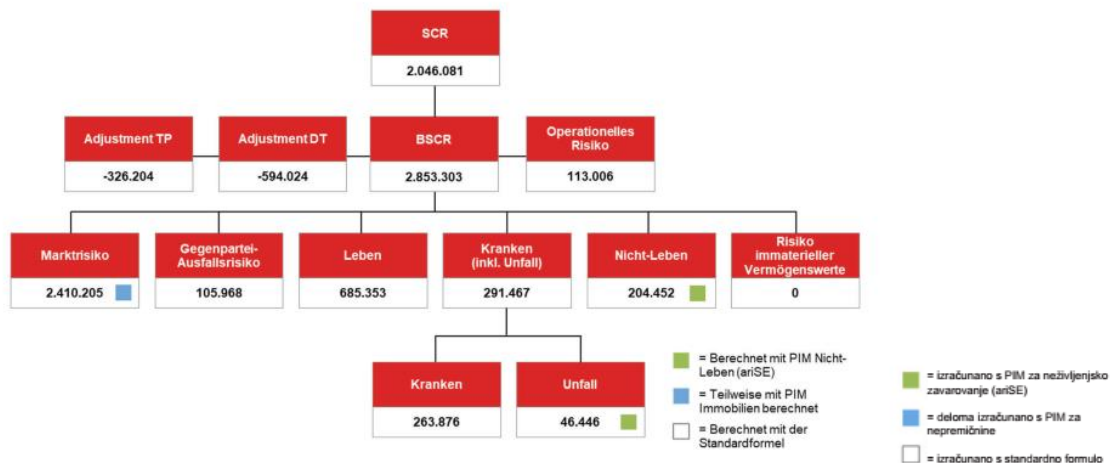 SCR
2.046.081
Adjustment TP
-326.204
Adjustment DT
-594.024
BSCR
2.853.303
Operationelles
Risiko
113.006
Marktrisiko
2.410.205
Gegenpartei-
Ausfallsrisiko
105.968
Leben
685.353
Kranken
(inkl. Unfall)
291.467
Nicht-Leben
204.452
Risiko
immaterieller
Vermögenswerte
0
Kranken
263.876
Unfall
46.446
= Berechnet mit PIM Nicht-
Leben (ariSE)
= Teilweise mit PIM
Immobilien berechnet
= Berechnet mit der
Standardformel
= izračunano s PIM za neživljenjsko
zavarovanje (ariSE)
= deloma izračunano s PIM za
nepremičnine
= izračunano s standardno formulo